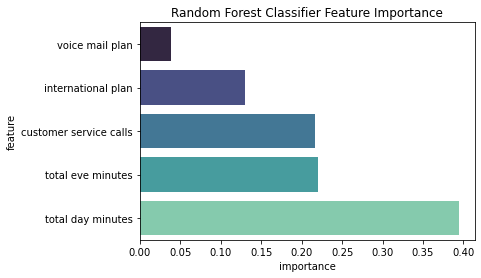 Random Forest Classifier Feature Importance
voice mail plan
international plan
customer service calls
total eve minutes
total day minutes
feature
0.00 0.05 0.10 0.15 0.20 0.25 0.30 0.35 0.40
importance